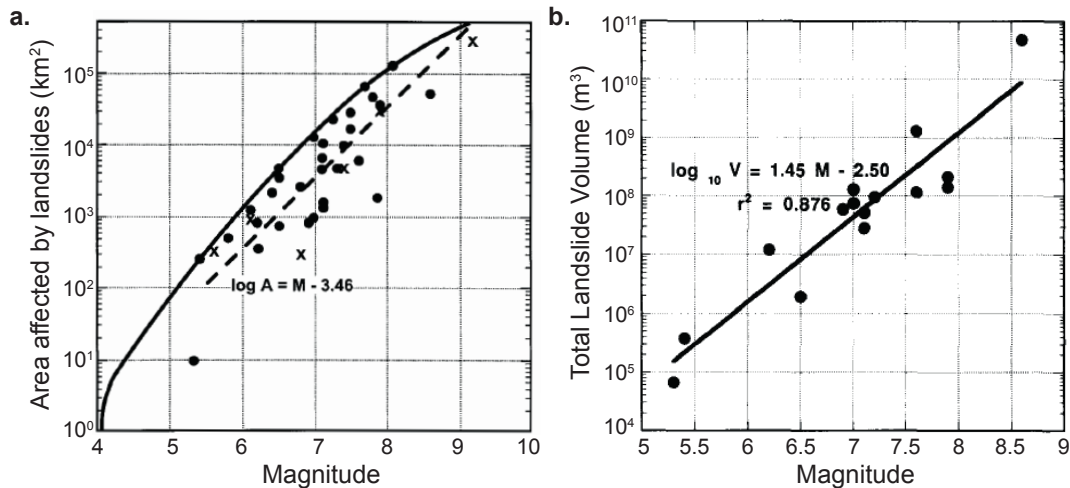 a.
Area affected by landslides (km²)
10⁵
10⁴
10³
10²
10¹
10⁰
x
x
x
x
x
x
log A = M - 3.46
4 5 6 7 8 9 10
Magnitude
b.
Total Landslide Volume (m³)
10¹¹
10¹⁰
10⁹
10⁸
10⁷
10⁶
10⁵
10⁴
log ₁₀ V = 1.45 M - 2.50
r² = 0.876
5 5.5 6 6.5 7 7.5 8 8.5 9
Magnitude